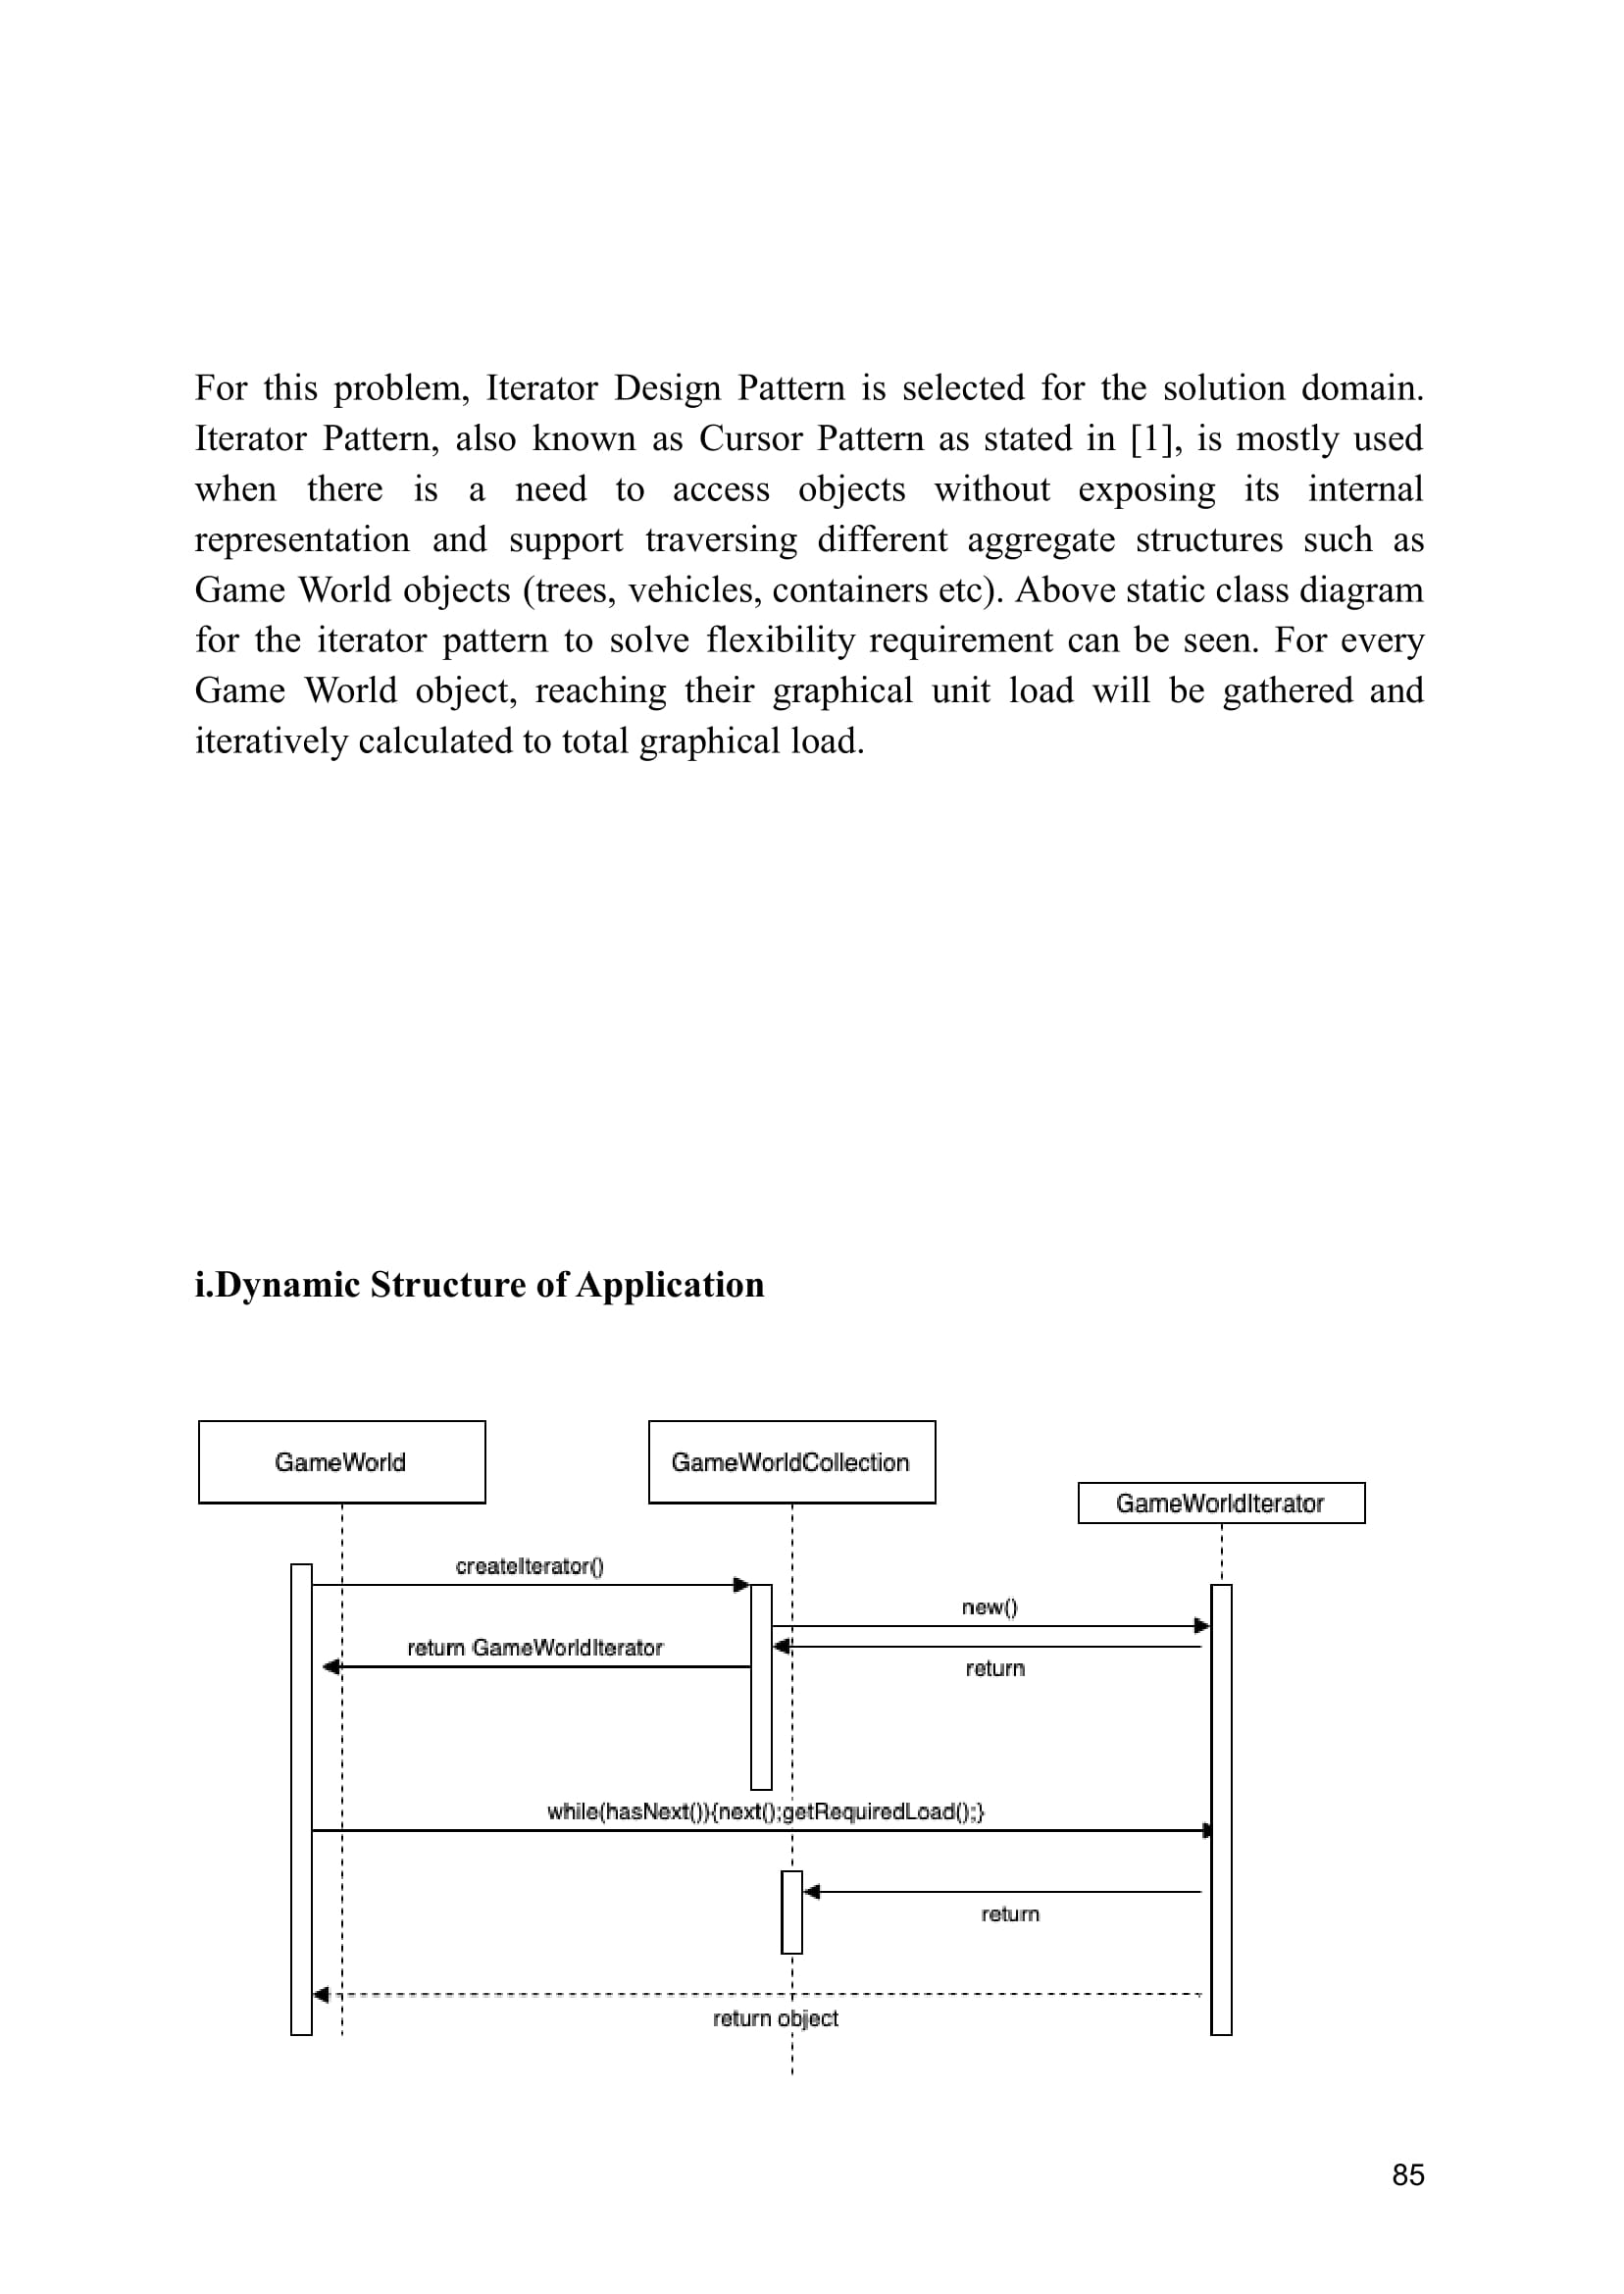 For this problem, Iterator Design Pattern is selected for the solution domain.
Iterator Pattern, also known as Cursor Pattern as stated in [1], is mostly used
when there is a need to access objects without exposing its internal
representation and support traversing different aggregate structures such as
Game World objects (trees, vehicles, containers etc). Above static class diagram
for the iterator pattern to solve flexibility requirement can be seen. For every
Game World object, reaching their graphical unit load will be gathered and
iteratively calculated to total graphical load.
i.Dynamic Structure of Application
GameWorld
GameWorldCollection
GameWorldIterator
createIterator()
new()
return GameWorldIterator
return
while(hasNext()){next();getRequiredLoad();}
return
return object
85